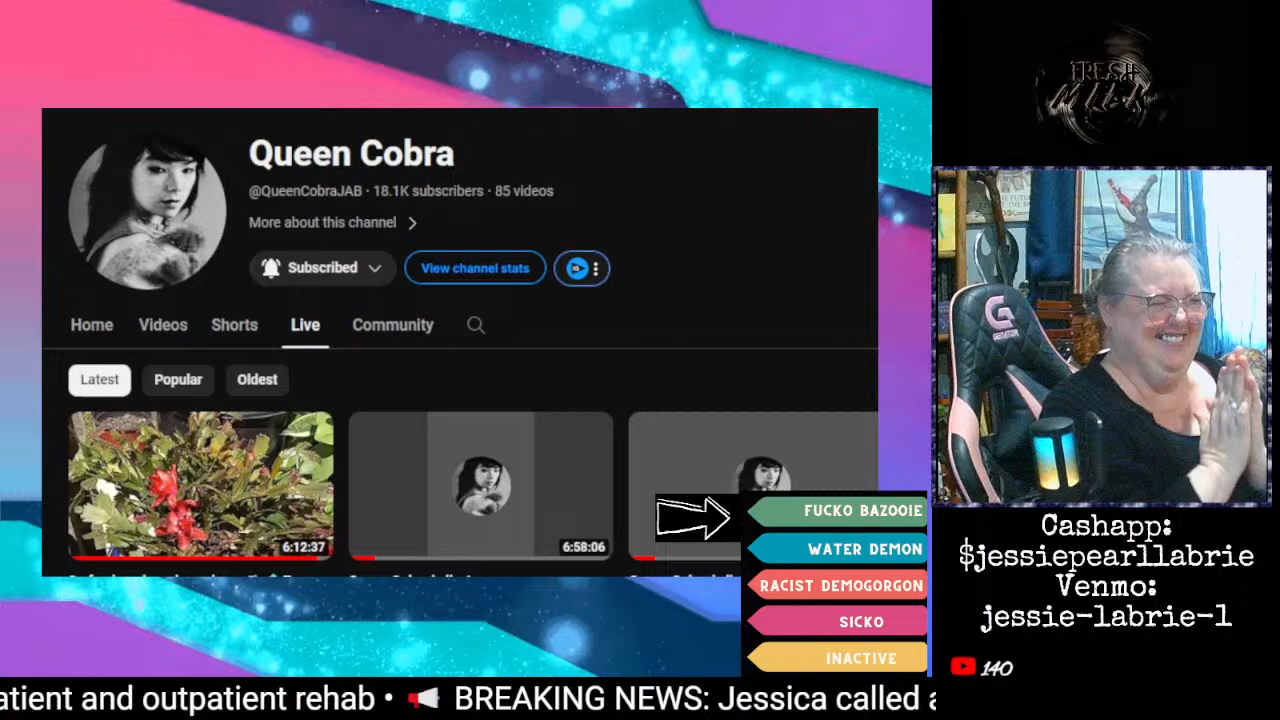 Queen Cobra
@QueenCobraJAB · 18.1K subscribers · 85 videos
More about this channel
Subscribed
View channel stats
Home
Videos
Shorts
Live
Community
Latest
Popular
Oldest
6:12:37
6:58:06
FUCKO BAZOOIE
WATER DEMON
RACIST DEMOGORGON
SICKO
INACTIVE
FRESH
MILK
Cashapp:
$jessiepearllabrie
Venmo:
jessie-labrie-1
140
atient and outpatient rehab • BREAKING NEWS: Jessica called a